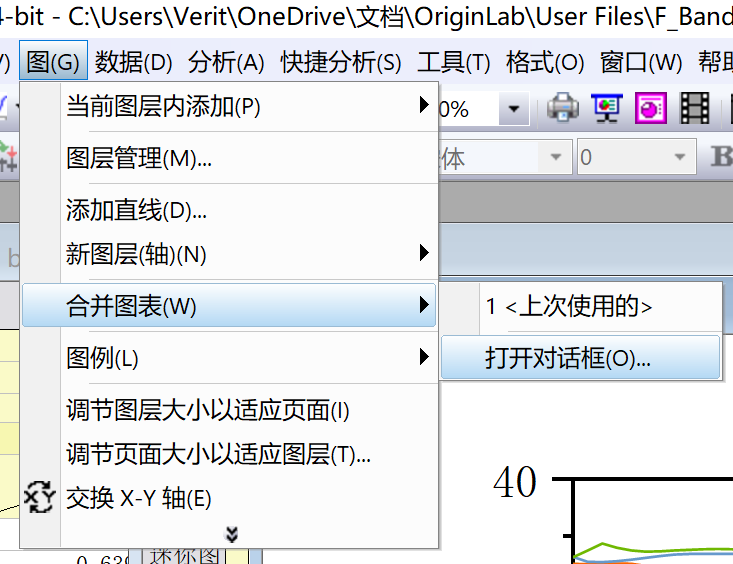 4-bit - C:\Users\Verit\OneDrive\文档\OriginLab\User Files\F_Band
图(G) 数据(D) 分析(A) 快捷分析(S) 工具(T) 格式(O) 窗口(W) 帮助
当前图层内添加(P)
0%
图层管理(M)...
体 0 B
添加直线(D)...
新图层(轴)(N)
合并图表(W)
1 <上次使用的>
图例(L)
打开对话框(O)...
调节图层大小以适应页面(I)
调节页面大小以适应图层(T)...
40
交换 X-Y 轴(E)
迷你图